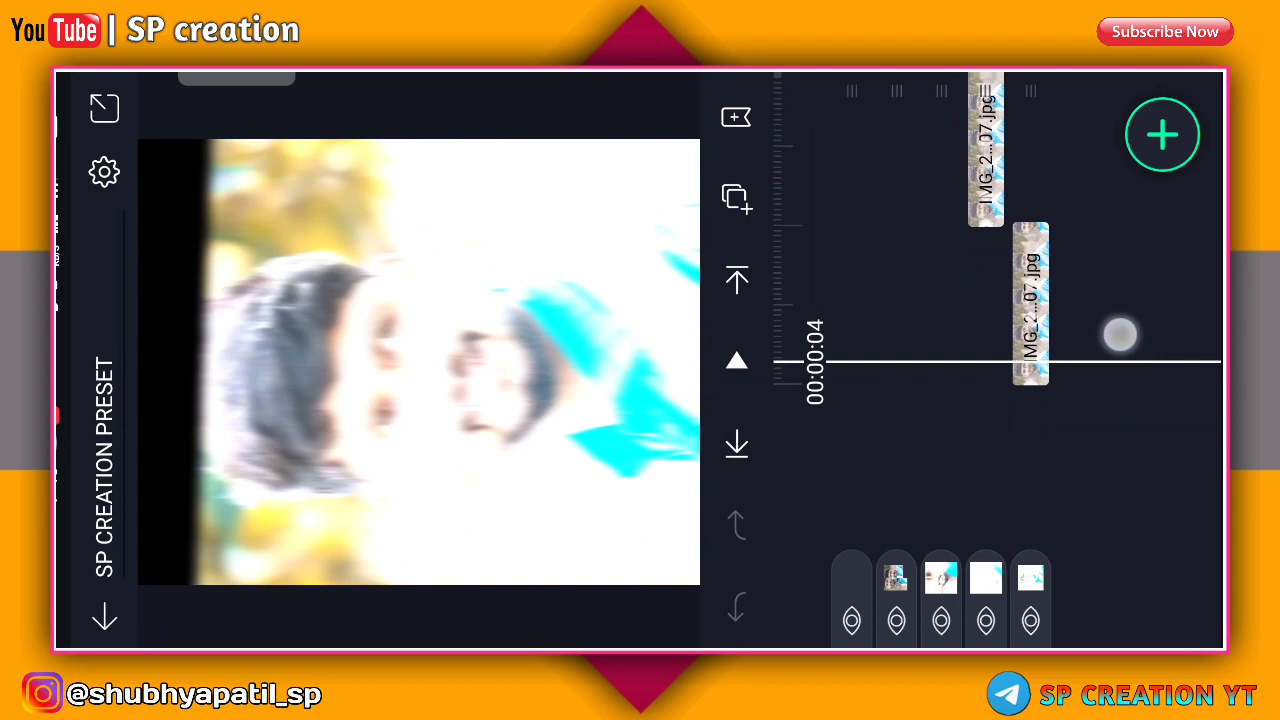 YouTube | SP creation
Subscribe Now
SP CREATION PRESET
00:00:04
IMG_2...07.jpg
IMG_2...07.jpg
@shubhyapatil_sp
SP CREATION YT